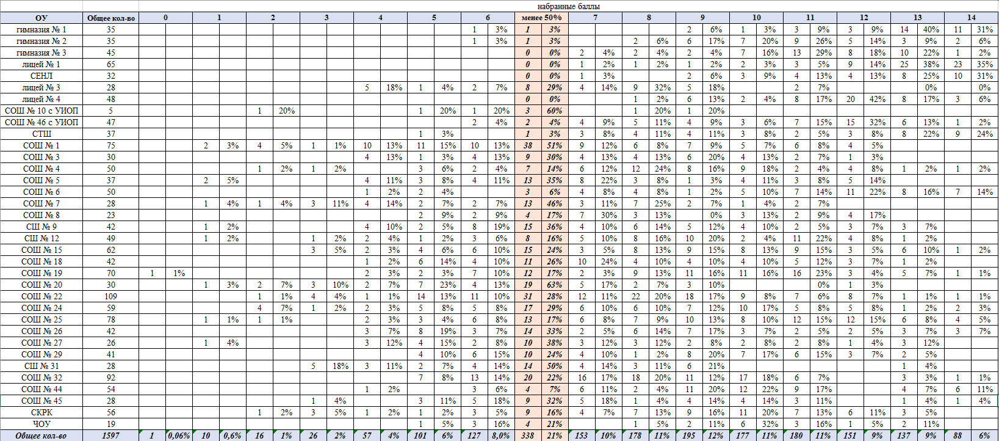 набранные баллы
ОУ Общее кол-во 0 1 2 3 4 5 6 менее 50% 7 8 9 10 11 12 13 14
гимназия № 1 35 1 3% 1 3% 2 6% 1 3% 3 9% 3 9% 14 40% 11 31%
гимназия № 2 35 1 3% 1 3% 2 6% 6 17% 7 20% 9 26% 5 14% 3 9% 2 6%
гимназия № 3 45 0 0% 2 4% 2 4% 2 4% 7 16% 13 29% 8 18% 10 22% 1 2%
лицей № 1 65 0 0% 1 2% 1 2% 1 2% 2 3% 3 5% 9 14% 25 38% 23 35%
СЕНЛ 32 0 0% 1 3% 2 6% 3 9% 4 13% 4 13% 8 25% 10 31%
лицей № 3 28 5 18% 1 4% 2 7% 8 29% 4 14% 9 32% 5 18% 2 7% 0% 0%
лицей № 4 48 0 0% 1 2% 6 13% 2 4% 8 17% 20 42% 8 17% 3 6%
СОШ № 10 с УИОП 5 1 20% 1 20% 1 20% 3 60% 1 20% 1 20%
СОШ № 46 с УИОП 47 2 4% 2 4% 4 9% 5 11% 4 9% 3 6% 7 15% 15 32% 6 13% 1 2%
СТШ 37 1 3% 1 3% 3 8% 4 11% 4 11% 3 8% 2 5% 3 8% 8 22% 9 24%
СОШ № 1 75 2 3% 4 5% 1 1% 10 13% 11 15% 10 13% 38 51% 9 12% 6 8% 7 9% 5 7% 6 8% 4 5%
СОШ № 3 30 4 13% 1 3% 4 13% 9 30% 4 13% 4 13% 6 20% 4 13% 2 7% 1 3%
СОШ № 4 50 1 2% 1 2% 3 6% 2 4% 7 14% 6 12% 12 24% 8 16% 9 18% 2 4% 4 8% 1 2% 1 2%
СОШ № 5 37 2 5% 4 11% 3 8% 4 11% 13 35% 8 22% 3 8% 1 3% 4 11% 3 8% 5 14%
СОШ № 6 50 1 2% 2 4% 3 6% 4 8% 4 8% 1 2% 5 10% 7 14% 11 22% 8 16% 7 14%
СОШ № 7 28 1 4% 1 4% 3 11% 4 14% 2 7% 2 7% 13 46% 3 11% 7 25% 2 7% 1 4% 2 7%
СОШ № 8 23 2 9% 2 9% 4 17% 7 30% 3 13% 0% 3 13% 2 9% 4 17%
СШ № 9 42 1 2% 4 10% 2 5% 8 19% 15 36% 4 10% 6 14% 5 12% 4 10% 2 5% 3 7% 3 7%
СШ № 12 49 1 2% 1 2% 2 4% 1 2% 3 6% 8 16% 5 10% 8 16% 10 20% 2 4% 11 22% 4 8% 1 2%
СОШ № 15 62 3 5% 2 3% 4 6% 6 10% 15 24% 3 5% 8 13% 9 15% 8 13% 9 15% 3 5% 6 10% 1 2%
СОШ № 18 42 1 2% 6 14% 4 10% 11 26% 10 24% 4 10% 4 10% 4 10% 5 12% 3 7% 1 2%
СОШ № 19 70 1 1% 2 3% 2 3% 7 10% 12 17% 2 3% 9 13% 11 16% 11 16% 16 23% 3 4% 5 7% 1 1%
СОШ № 20 30 1 3% 2 7% 3 10% 2 7% 7 23% 4 13% 19 63% 5 17% 2 7% 3 10% 0% 1 3%
СОШ № 22 109 1 1% 4 4% 1 1% 14 13% 11 10% 31 28% 12 11% 22 20% 18 17% 9 8% 7 6% 8 7% 1 1% 1 1%
СОШ № 24 59 4 7% 1 2% 2 3% 5 8% 5 8% 17 29% 6 10% 6 10% 7 12% 10 17% 5 8% 5 8% 1 2% 2 3%
СОШ № 25 78 1 1% 1 1% 2 3% 3 4% 6 8% 13 17% 6 8% 7 9% 10 13% 8 10% 12 15% 12 15% 6 8% 4 5%
СОШ № 26 42 3 7% 8 19% 3 7% 14 33% 2 5% 6 14% 7 17% 3 7% 2 5% 2 5% 3 7% 3 7%
СОШ № 27 26 1 4% 3 12% 4 15% 2 8% 10 38% 3 12% 3 12% 2 8% 2 8% 2 8% 1 4% 3 12%
СОШ № 29 41 4 10% 6 15% 10 24% 4 10% 1 2% 8 20% 7 17% 6 15% 3 7% 2 5%
СШ № 31 28 5 18% 3 11% 2 7% 4 14% 14 50% 4 14% 3 11% 6 21% 1 4%
СОШ № 32 92 7 8% 13 14% 20 22% 16 17% 18 20% 11 12% 17 18% 6 7% 3 3% 1 1%
СОШ № 44 54 1 2% 3 6% 4 7% 6 11% 2 4% 11 20% 12 22% 9 17% 4 7% 6 11%
СОШ № 45 28 1 4% 3 11% 5 18% 9 32% 5 18% 1 4% 4 14% 4 14% 3 11% 1 4% 1 4%
СКРК 56 1 2% 3 5% 1 2% 1 2% 3 5% 9 16% 4 7% 7 13% 9 16% 11 20% 7 13% 6 11% 3 5%
ЧОУ 19 1 5% 3 16% 4 21% 1 5% 2 11% 6 32% 3 16% 1 5% 2 11%
Общее кол-во 1597 1 0,06% 10 0,6% 16 1% 26 2% 57 4% 101 6% 127 8,0% 338 21% 153 10% 178 11% 195 12% 177 11% 180 11% 151 9% 137 9% 88 6%